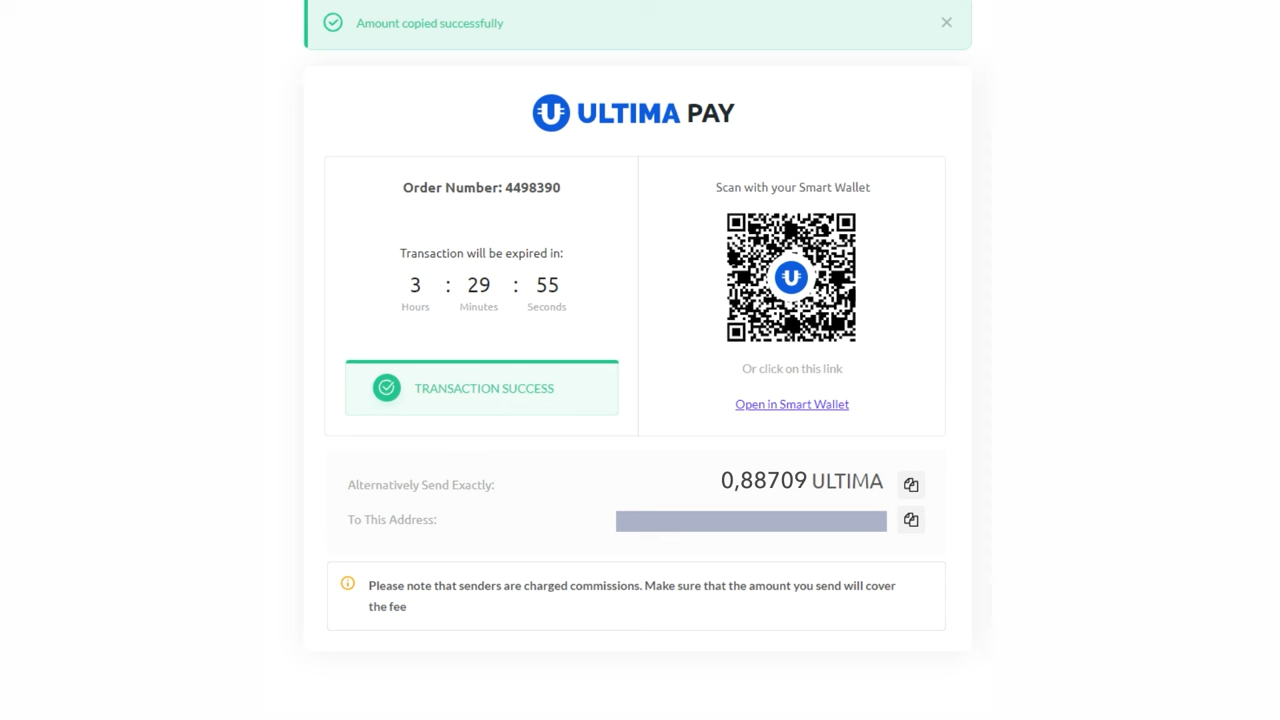 Amount copied successfully
ULTIMA PAY
Order Number: 4498390
Transaction will be expired in:
3 : 29 : 55
Hours Minutes Seconds
TRANSACTION SUCCESS
Scan with your Smart Wallet
Or click on this link
Open in Smart Wallet
Alternatively Send Exactly: 0,88709 ULTIMA
To This Address:
Please note that senders are charged commissions. Make sure that the amount you send will cover
the fee